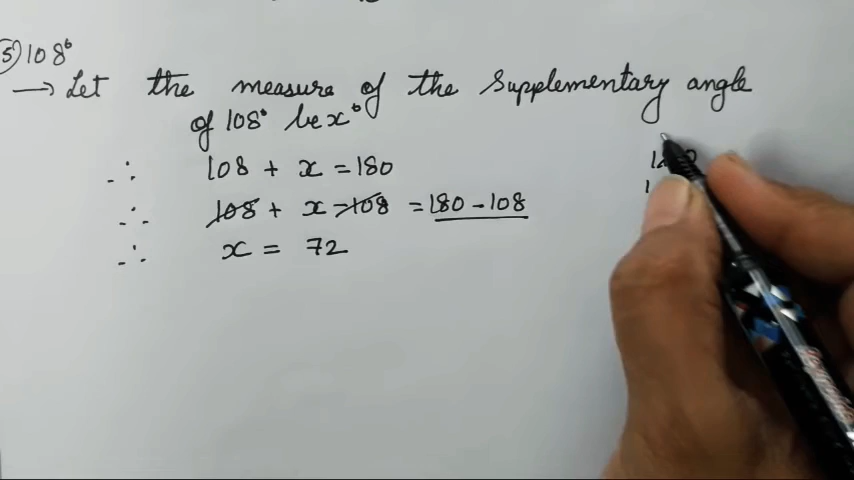 5) 108°
→ Let the measure of the Supplementary angle
of 108° be x°
∴ 108 + x = 180
∴ 108 + x - 108 = 180 - 108
∴ x = 72